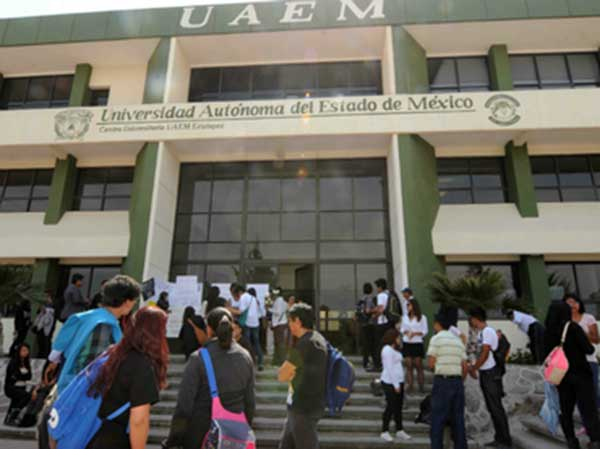 UAEM
Universidad Autónoma del Estado de México
Centro Universitario UAEM Ecatepec